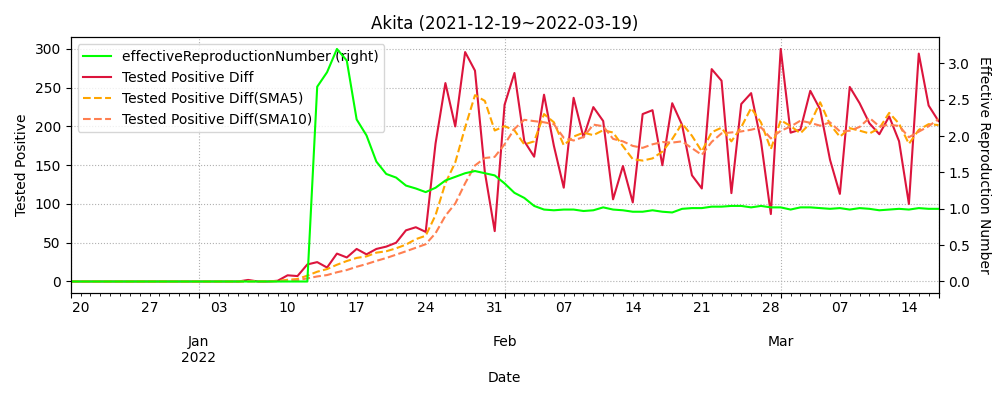 Akita (2021-12-19~2022-03-19)
effectiveReproductionNumber (right)
Tested Positive Diff
Tested Positive Diff(SMA5)
Tested Positive Diff(SMA10)
Tested Positive
300
250
200
150
100
50
0
3.0
2.5
2.0
1.5
1.0
0.5
0.0
Effective Reproduction Number
20 27 03 10 17 24 31 07 14 21 28 07 14
Jan Feb Mar
2022
Date